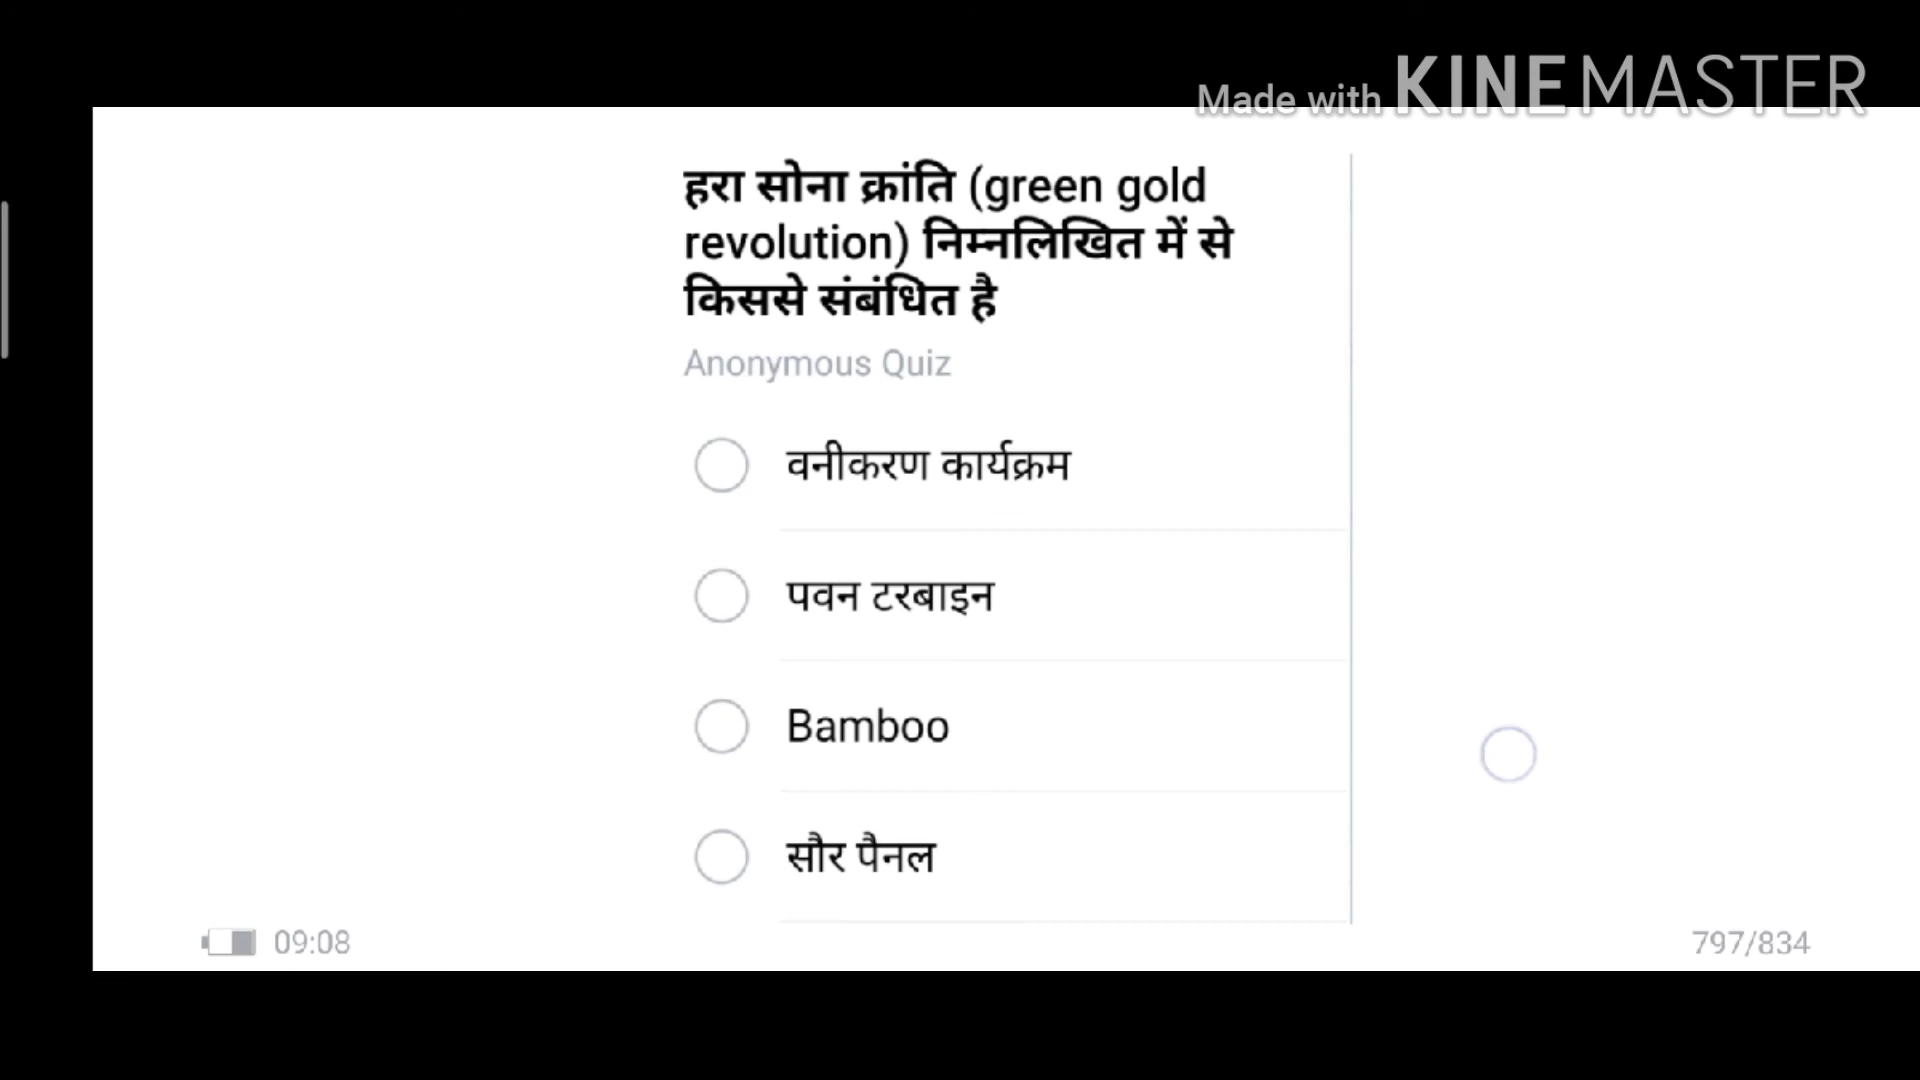 Made with KINEMASTER
हरा सोना क्रांति (green gold
revolution) निम्नलिखित में से
किससे संबंधित है
Anonymous Quiz
वनीकरण कार्यक्रम
पवन टरबाइन
Bamboo
सौर पैनल
09:08
797/834